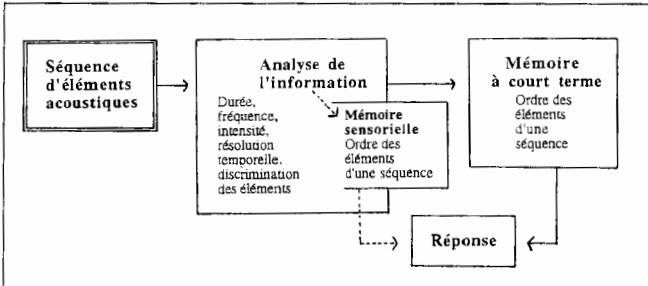 Séquence
d'éléments
acoustiques
Analyse de
l'information
Durée,
fréquence,
intensité,
résolution
temporelle,
discrimination
des éléments
Mémoire
sensorielle
Ordre des
éléments
d'une séquence
Mémoire
à court terme
Ordre des
éléments
d'une
séquence
Réponse